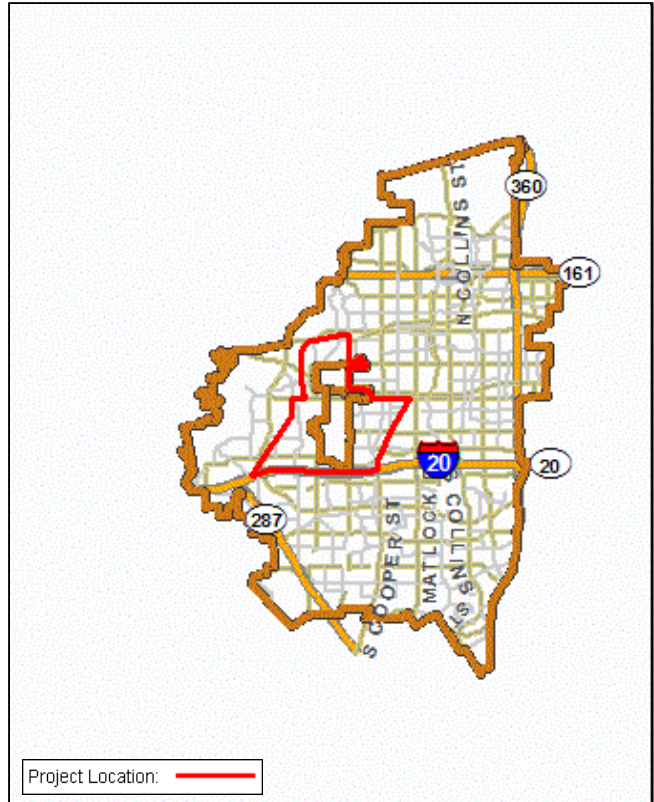 360
N COLLINS ST
161
20
20
287
S COOPER ST
MATLOCK
S COLLINS ST
Project Location: